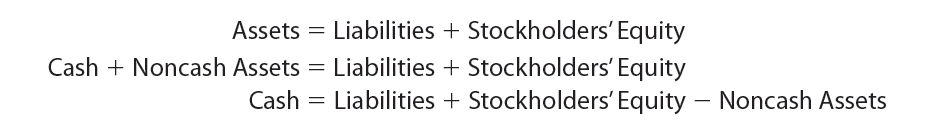 Assets = Liabilities + Stockholders’ Equity
Cash + Noncash Assets = Liabilities + Stockholders’ Equity
Cash = Liabilities + Stockholders’ Equity − Noncash Assets